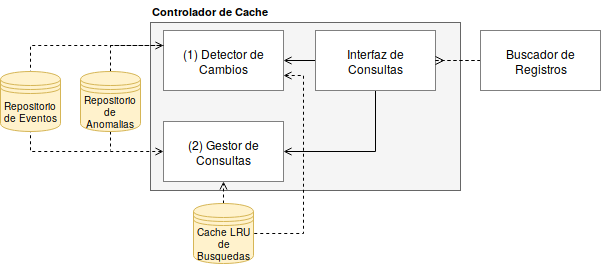 Controlador de Cache
(1) Detector de
Cambios
Interfaz de
Consultas
Buscador de
Registros
Repositorio
de Eventos
Repositorio
de
Anomalias
(2) Gestor de
Consultas
Cache LRU
de
Busquedas